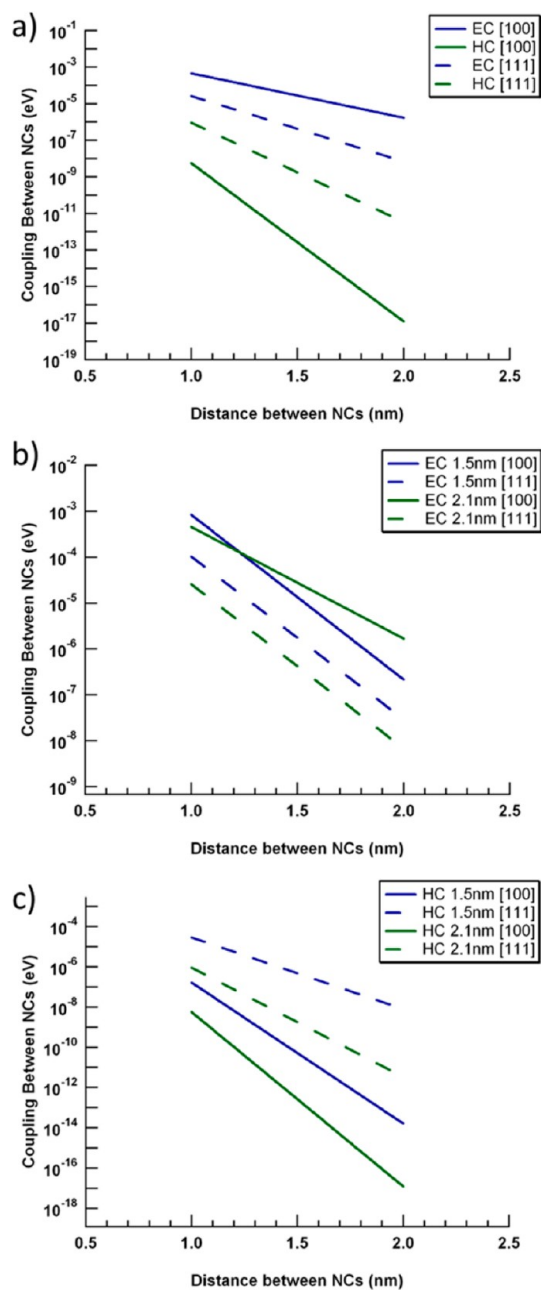 a)
EC [100]
HC [100]
EC [111]
HC [111]
Coupling Between NCs (eV)
10⁻¹
10⁻³
10⁻⁵
10⁻⁷
10⁻⁹
10⁻¹¹
10⁻¹³
10⁻¹⁵
10⁻¹⁷
10⁻¹⁹
0.5 1.0 1.5 2.0 2.5
Distance between NCs (nm)
b)
EC 1.5nm [100]
EC 1.5nm [111]
EC 2.1nm [100]
EC 2.1nm [111]
Coupling Between NCs (eV)
10⁻²
10⁻³
10⁻⁴
10⁻⁵
10⁻⁶
10⁻⁷
10⁻⁸
10⁻⁹
0.5 1.0 1.5 2.0 2.5
Distance between NCs (nm)
c)
HC 1.5nm [100]
HC 1.5nm [111]
HC 2.1nm [100]
HC 2.1nm [111]
Coupling Between NCs (eV)
10⁻⁴
10⁻⁶
10⁻⁸
10⁻¹⁰
10⁻¹²
10⁻¹⁴
10⁻¹⁶
10⁻¹⁸
0.5 1.0 1.5 2.0 2.5
Distance between NCs (nm)